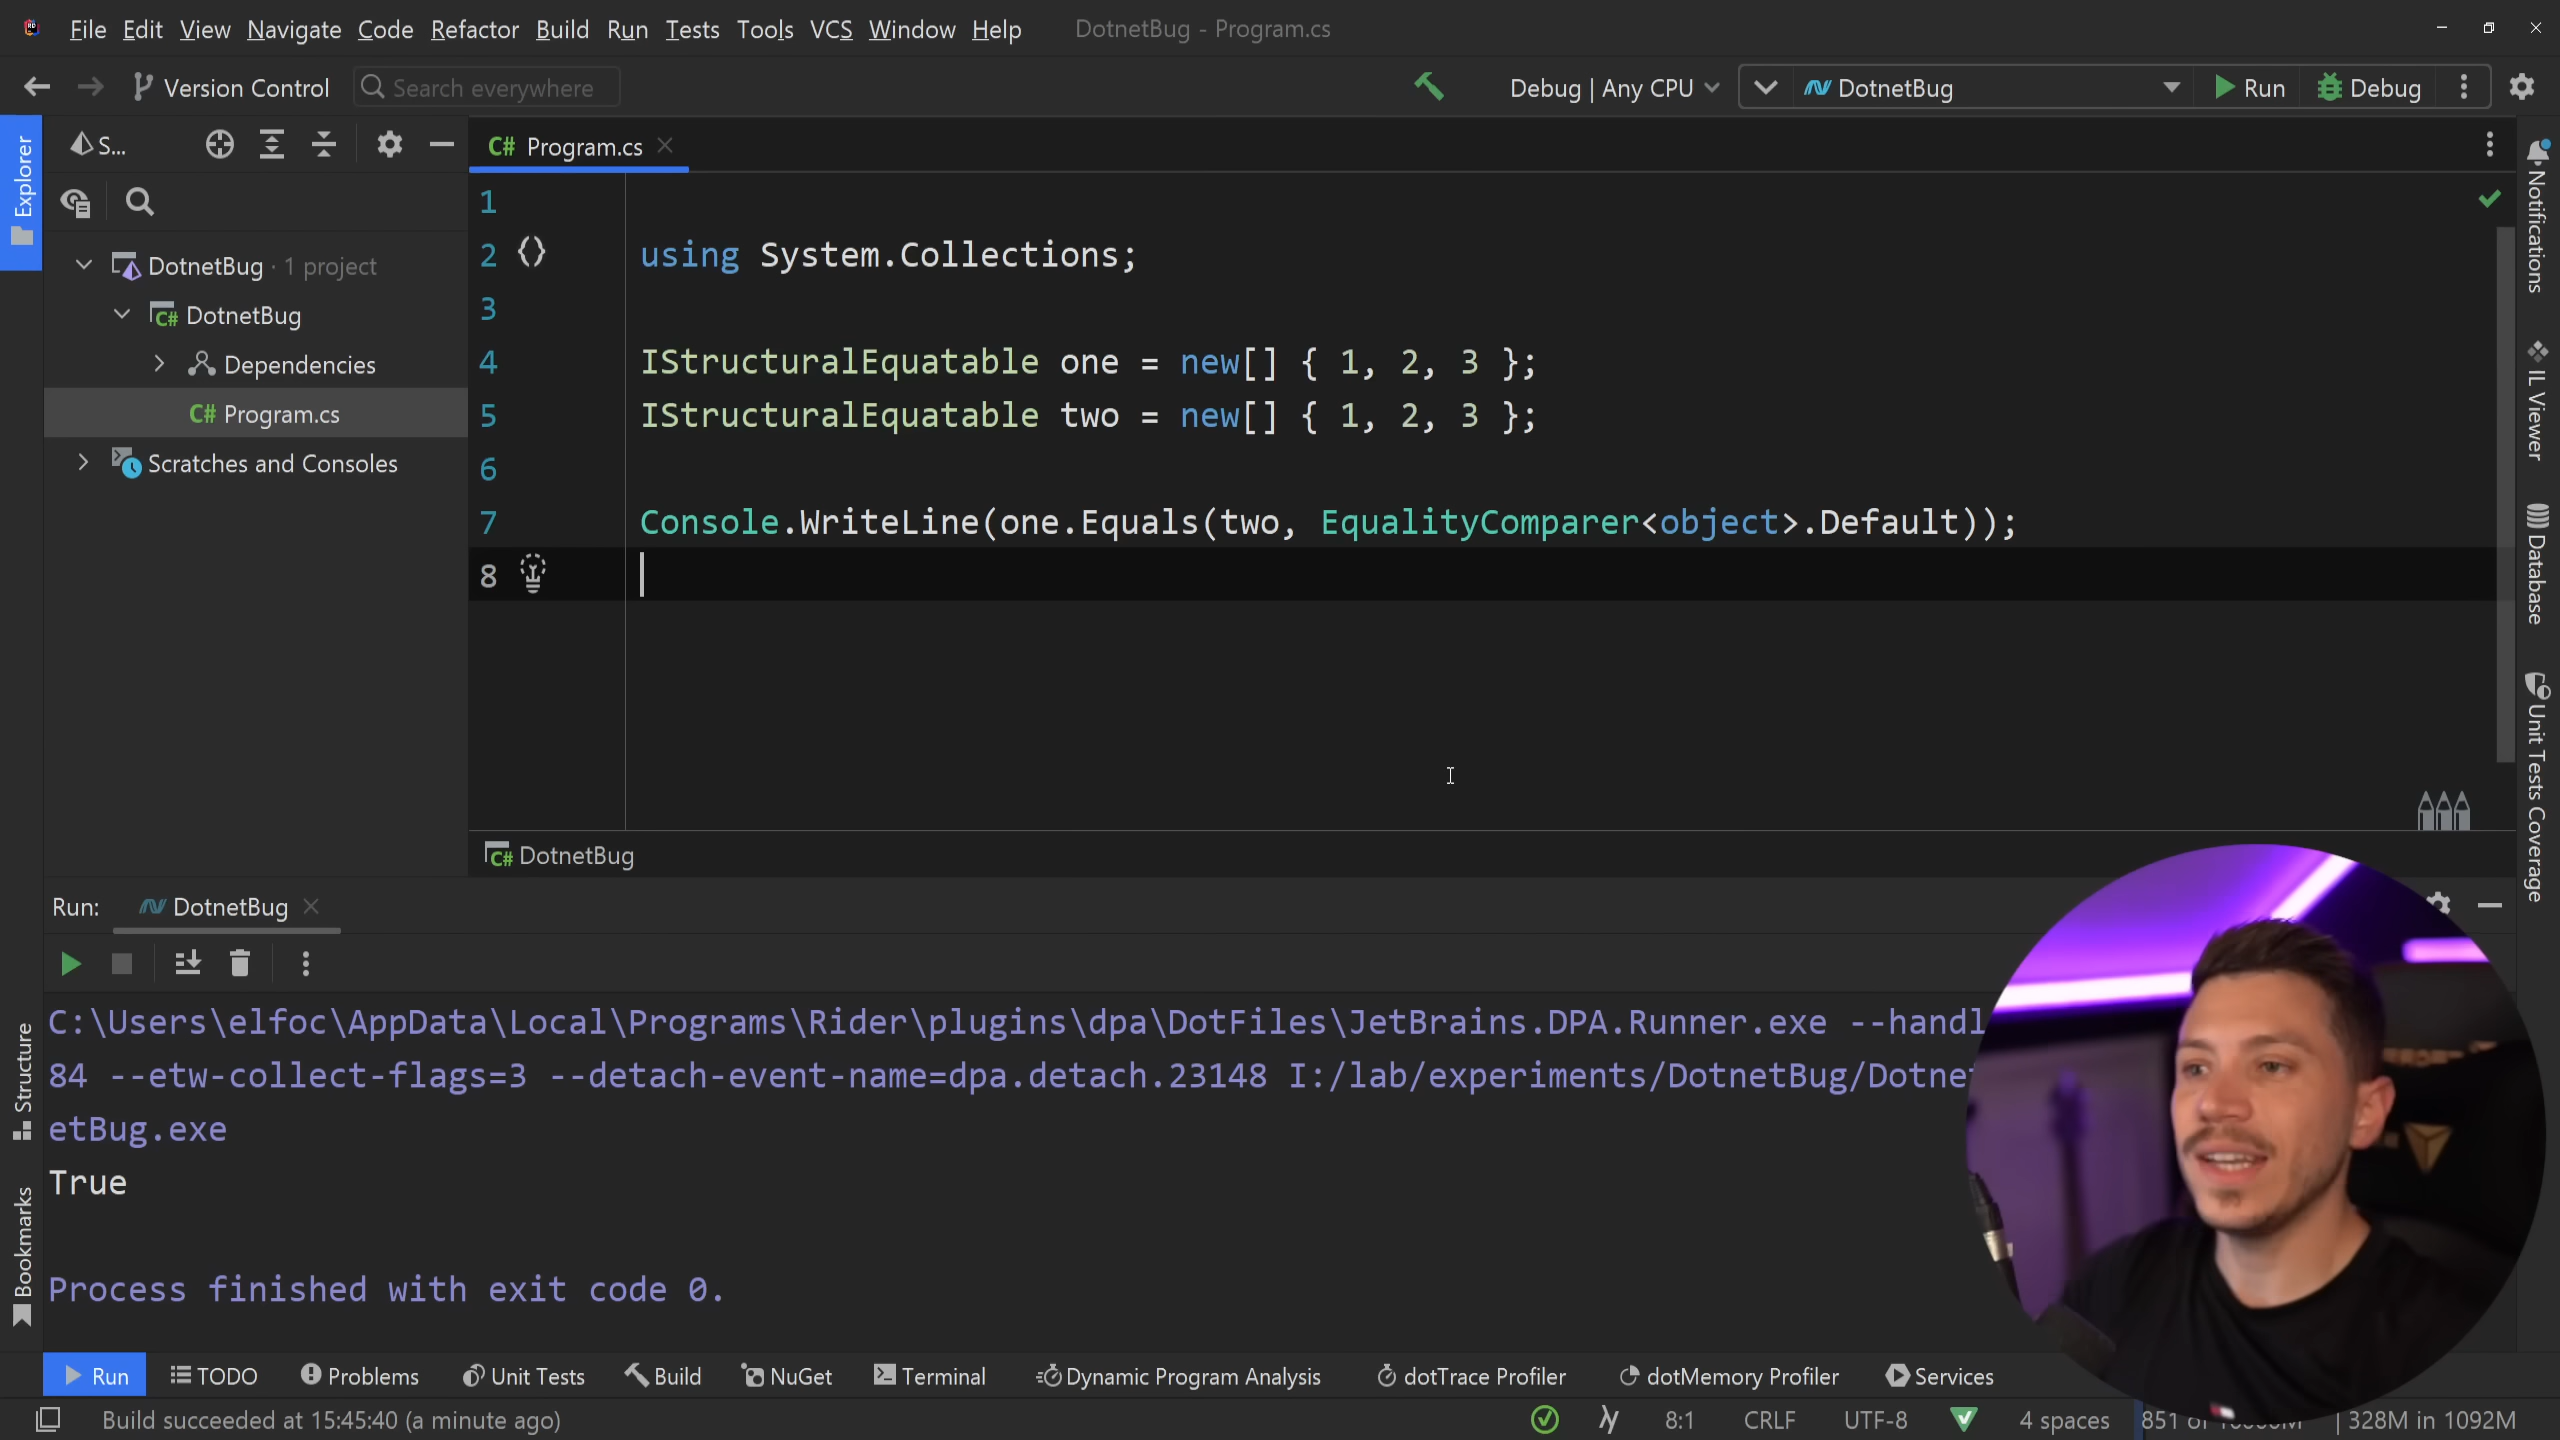 File Edit View Navigate Code Refactor Build Run Tests Tools VCS Window Help DotnetBug - Program.cs
Version Control Search everywhere Debug | Any CPU DotnetBug Run Debug
Explorer
S...
C# Program.cs
Notifications
IL Viewer
Database
Unit Tests Coverage
DotnetBug · 1 project
C# DotnetBug
Dependencies
C# Program.cs
Scratches and Consoles
1
2 {} using System.Collections;
3
4 IStructuralEquatable one = new[] { 1, 2, 3 };
5 IStructuralEquatable two = new[] { 1, 2, 3 };
6
7 Console.WriteLine(one.Equals(two, EqualityComparer<object>.Default));
8
C# DotnetBug
Run: DotnetBug
C:\Users\elfoc\AppData\Local\Programs\Rider\plugins\dpa\DotFiles\JetBrains.DPA.Runner.exe --handl
84 --etw-collect-flags=3 --detach-event-name=dpa.detach.23148 I:/lab/experiments/DotnetBug/Dotne
etBug.exe
True
Process finished with exit code 0.
Structure
Bookmarks
Run TODO Problems Unit Tests Build NuGet Terminal Dynamic Program Analysis dotTrace Profiler dotMemory Profiler Services
Build succeeded at 15:45:40 (a minute ago) 8:1 CRLF UTF-8 4 spaces 851 of 328M in 1092M